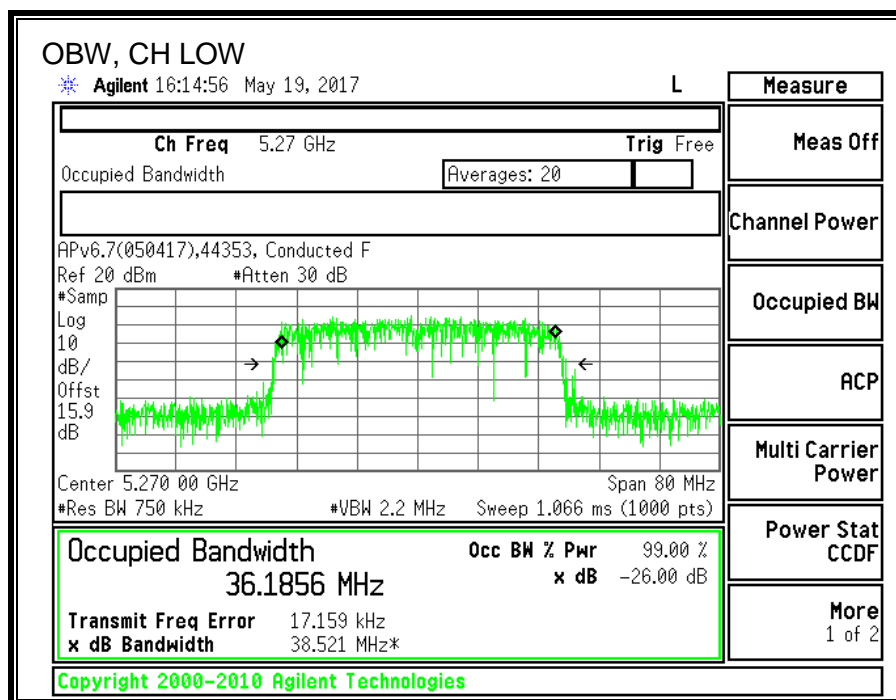 OBW, CH LOW
Agilent 16:14:56 May 19, 2017 L
Measure
Ch Freq 5.27 GHz Trig Free
Meas Off
Occupied Bandwidth Averages: 20
Channel Power
APv6.7(050417),44353, Conducted F
Ref 20 dBm #Atten 30 dB
#Samp
Log
10
dB/
Offst
15.9
dB
Occupied BW
ACP
Multi Carrier
Power
Center 5.270 00 GHz Span 80 MHz
#Res BW 750 kHz #VBW 2.2 MHz Sweep 1.066 ms (1000 pts)
Power Stat
CCDF
Occupied Bandwidth
36.1856 MHz
Occ BW % Pwr 99.00 %
x dB -26.00 dB
Transmit Freq Error 17.159 kHz
x dB Bandwidth 38.521 MHz*
More
1 of 2
Copyright 2000-2010 Agilent Technologies